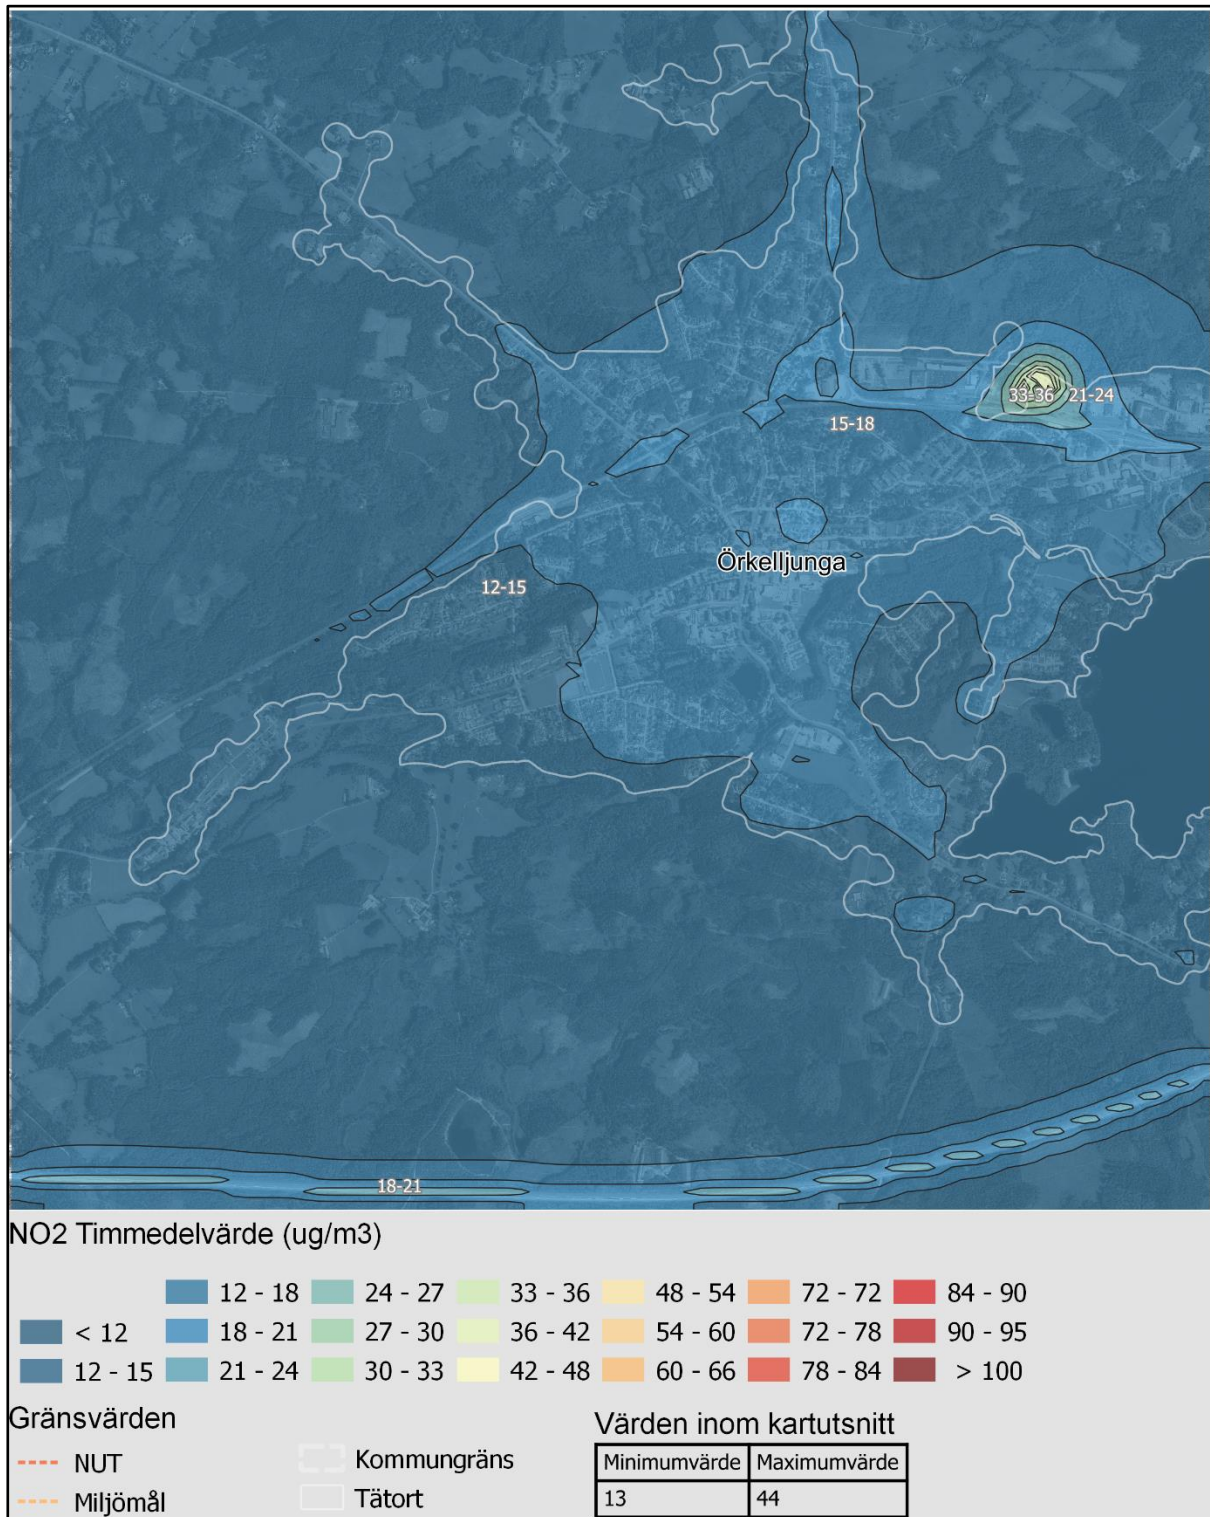 33-36 21-24
15-18
Örkelljunga
12-15
18-21
NO2 Timmedelvärde (ug/m3)
12 - 18 24 - 27 33 - 36 48 - 54 72 - 72 84 - 90
< 12 18 - 21 27 - 30 36 - 42 54 - 60 72 - 78 90 - 95
12 - 15 21 - 24 30 - 33 42 - 48 60 - 66 78 - 84 > 100
Gränsvärden
NUT
Miljömål
Kommungräns
Tätort
Värden inom kartutsnitt
Minimumvärde Maximumvärde
13 44